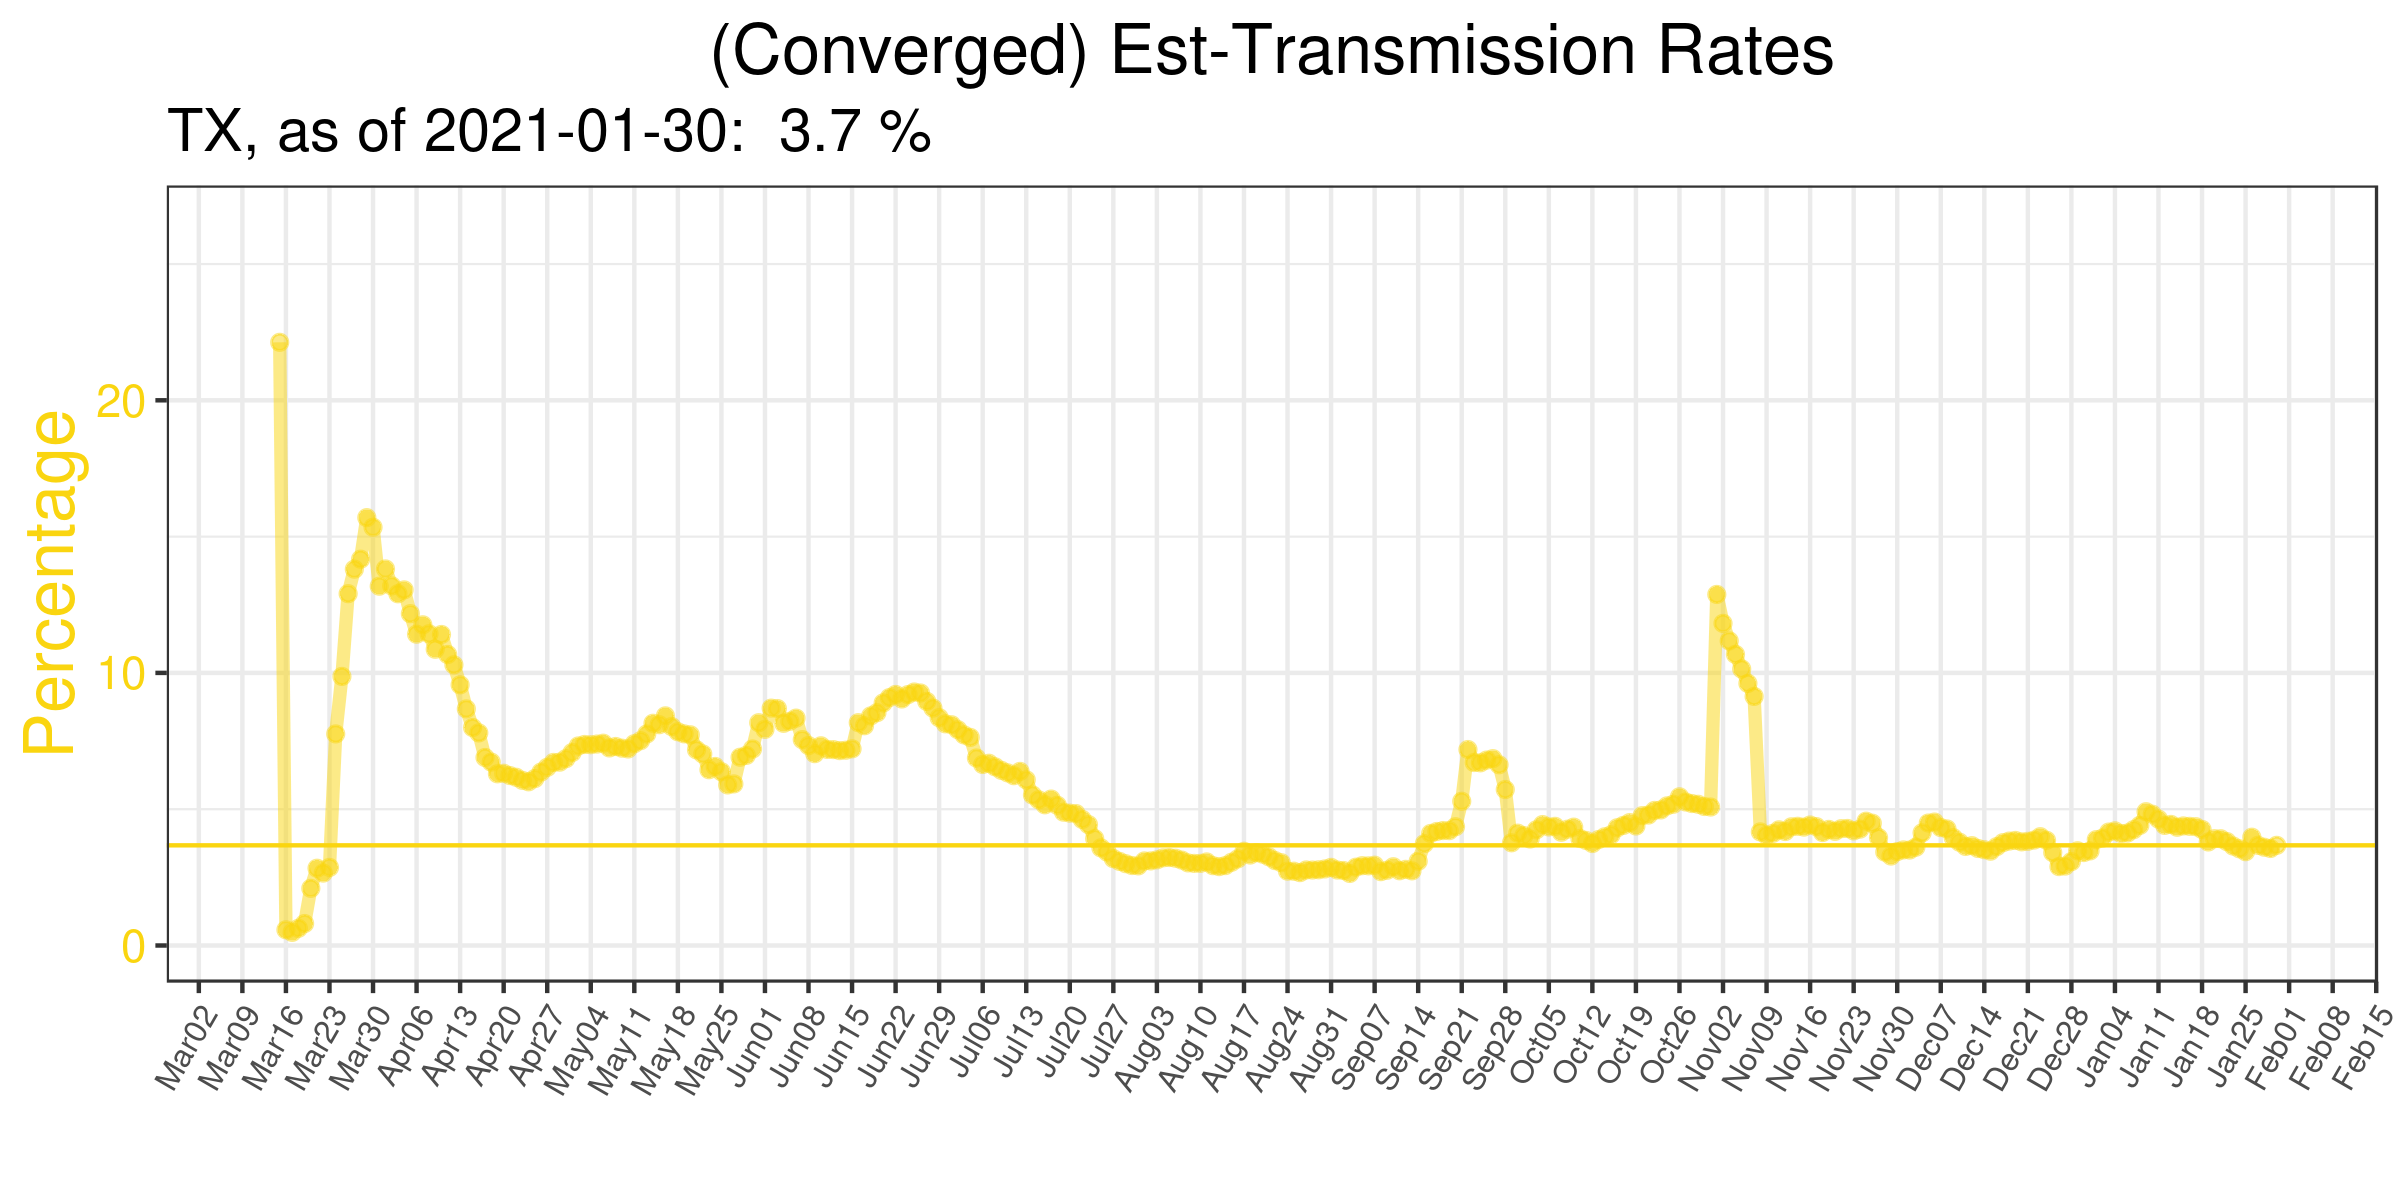 (Converged) Est-Transmission Rates
TX, as of 2021-01-30:  3.7 %
Percentage
20
10
0
Mar02
Mar09
Mar16
Mar23
Mar30
Apr06
Apr13
Apr20
Apr27
May04
May11
May18
May25
Jun01
Jun08
Jun15
Jun22
Jun29
Jul06
Jul13
Jul20
Jul27
Aug03
Aug10
Aug17
Aug24
Aug31
Sep07
Sep14
Sep21
Sep28
Oct05
Oct12
Oct19
Oct26
Nov02
Nov09
Nov16
Nov23
Nov30
Dec07
Dec14
Dec21
Dec28
Jan04
Jan11
Jan18
Jan25
Feb01
Feb08
Feb15